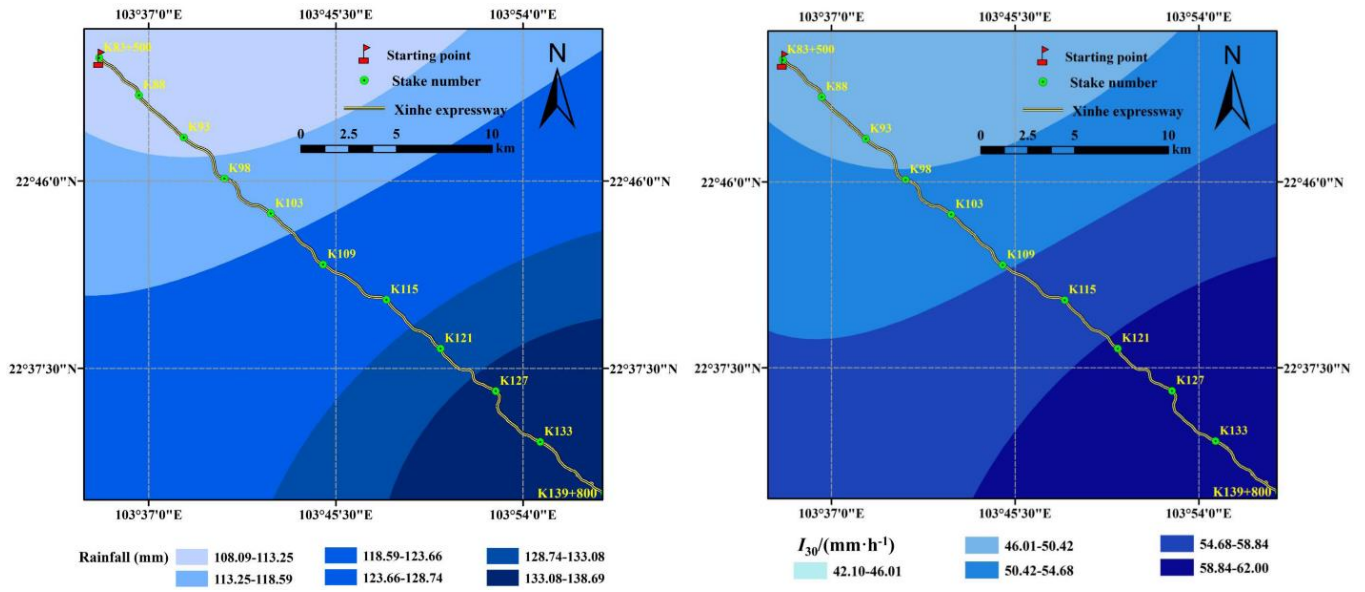 103°37'0"E 103°45'30"E 103°54'0"E
K83+500
K88
K93
K98
K103
K109
K115
K121
K127
K133
K139+800
Starting point
Stake number
Xinhe expressway
0 2.5 5 10
km
N
22°46'0"N
22°37'30"N
22°46'0"N
22°37'30"N
103°37'0"E 103°45'30"E 103°54'0"E
Rainfall (mm) 108.09-113.25 118.59-123.66 128.74-133.08
113.25-118.59 123.66-128.74 133.08-138.69
103°37'0"E 103°45'30"E 103°54'0"E
K83+500
K88
K93
K98
K103
K109
K115
K121
K127
K133
K139+800
Starting point
Stake number
Xinhe expressway
0 2.5 5 10
km
N
22°46'0"N
22°37'30"N
103°37'0"E 103°45'30"E 103°54'0"E
I30/(mm·h-1) 46.01-50.42 54.68-58.84
42.10-46.01 50.42-54.68 58.84-62.00